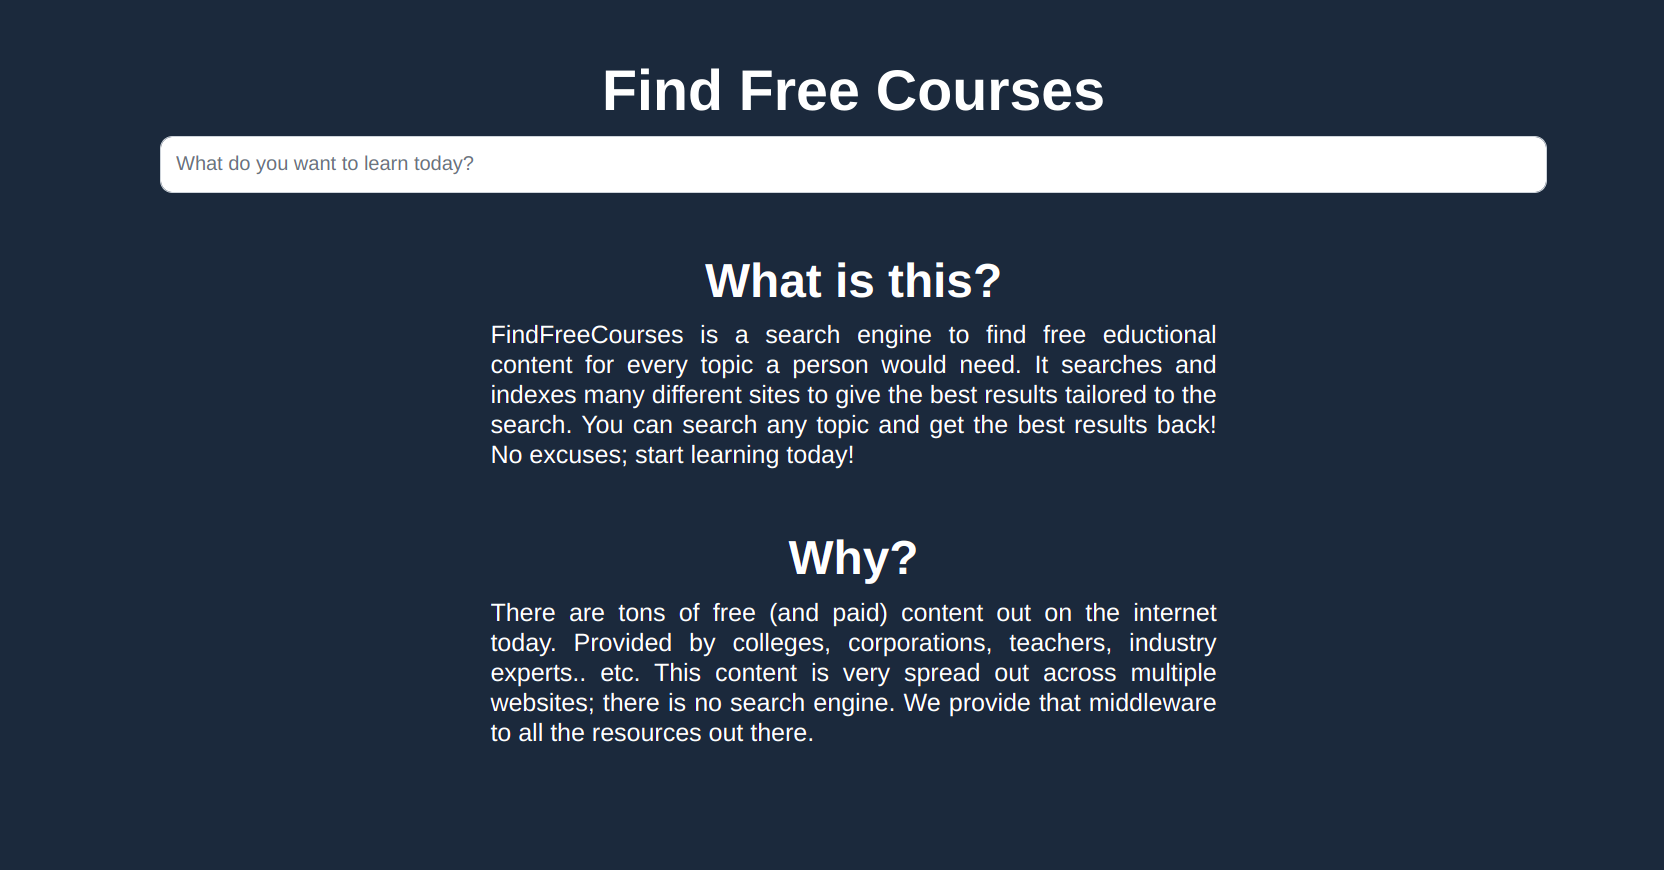 Find Free Courses
What do you want to learn today?
What is this?
FindFreeCourses is a search engine to find free eductional
content for every topic a person would need. It searches and
indexes many different sites to give the best results tailored to the
search. You can search any topic and get the best results back!
No excuses; start learning today!
Why?
There are tons of free (and paid) content out on the internet
today. Provided by colleges, corporations, teachers, industry
experts.. etc. This content is very spread out across multiple
websites; there is no search engine. We provide that middleware
to all the resources out there.